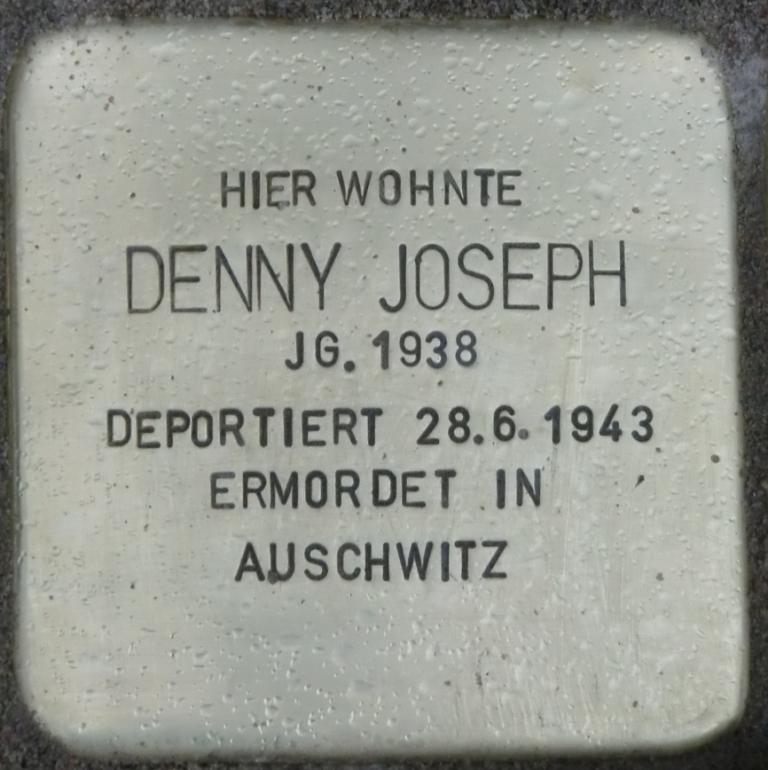 HIER WOHNTE
DENNY JOSEPH
JG. 1938
DEPORTIERT 28.6.1943
ERMORDET IN
AUSCHWITZ